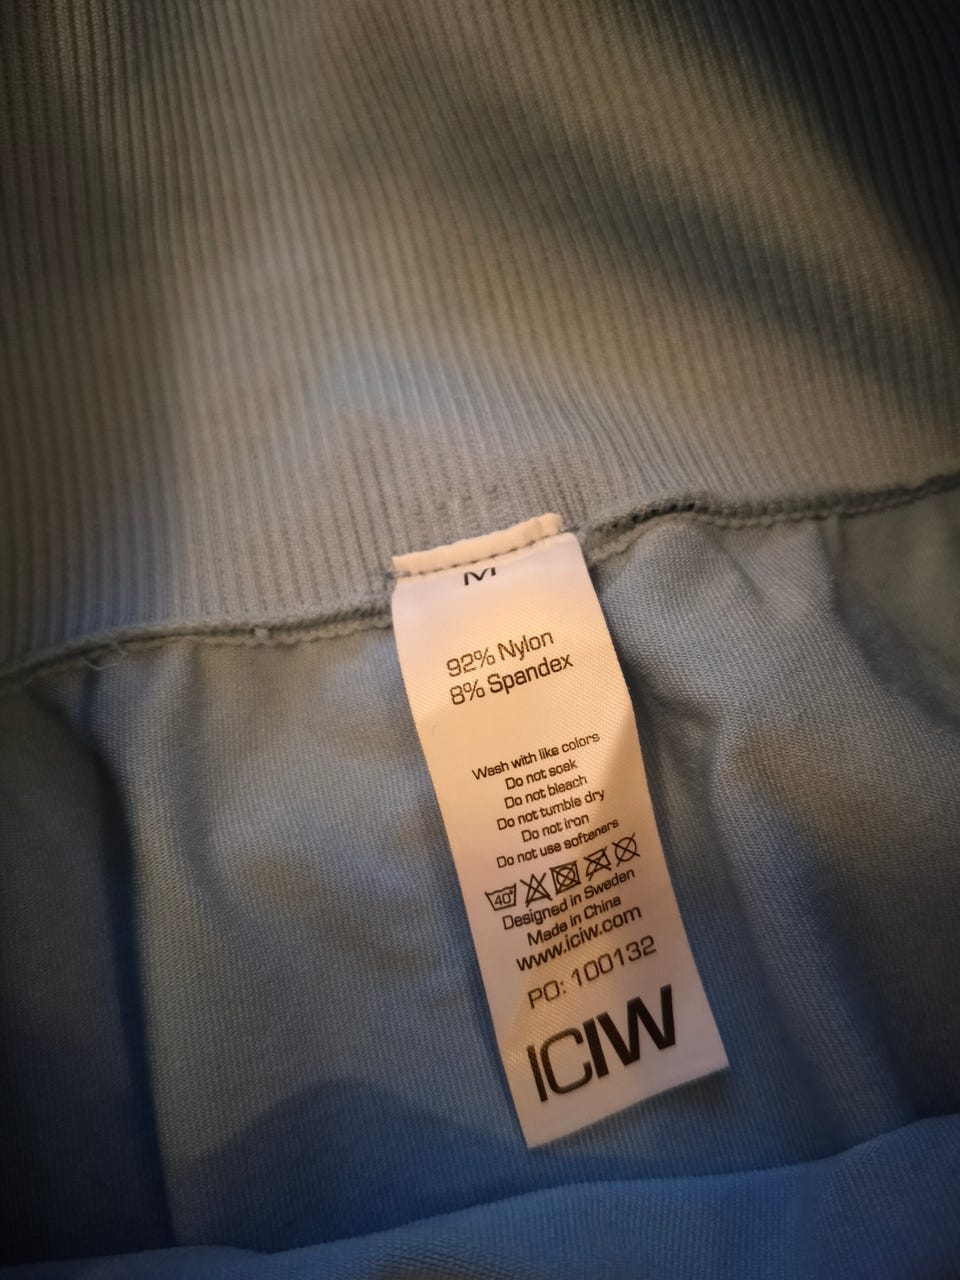 M
92% Nylon
8% Spandex
Wash with like colors
Do not soak
Do not bleach
Do not tumble dry
Do not iron
Do not use softeners
40°
Designed in Sweden
Made in China
www.iciw.com
PO: 100132
ICIW